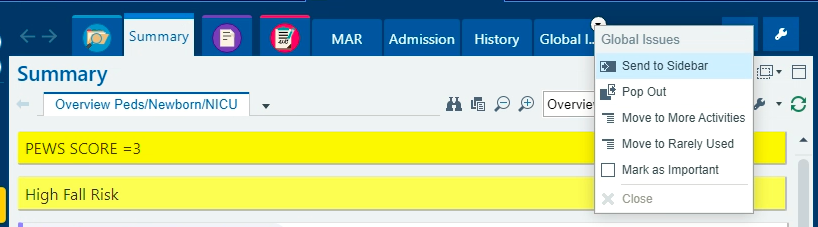 Summary
MAR
Admission
History
Global I...
Global Issues
Send to Sidebar
Pop Out
Move to More Activities
Move to Rarely Used
Mark as Important
Close
Summary
Overview Peds/Newborn/NICU
Overview
PEWS SCORE =3
High Fall Risk